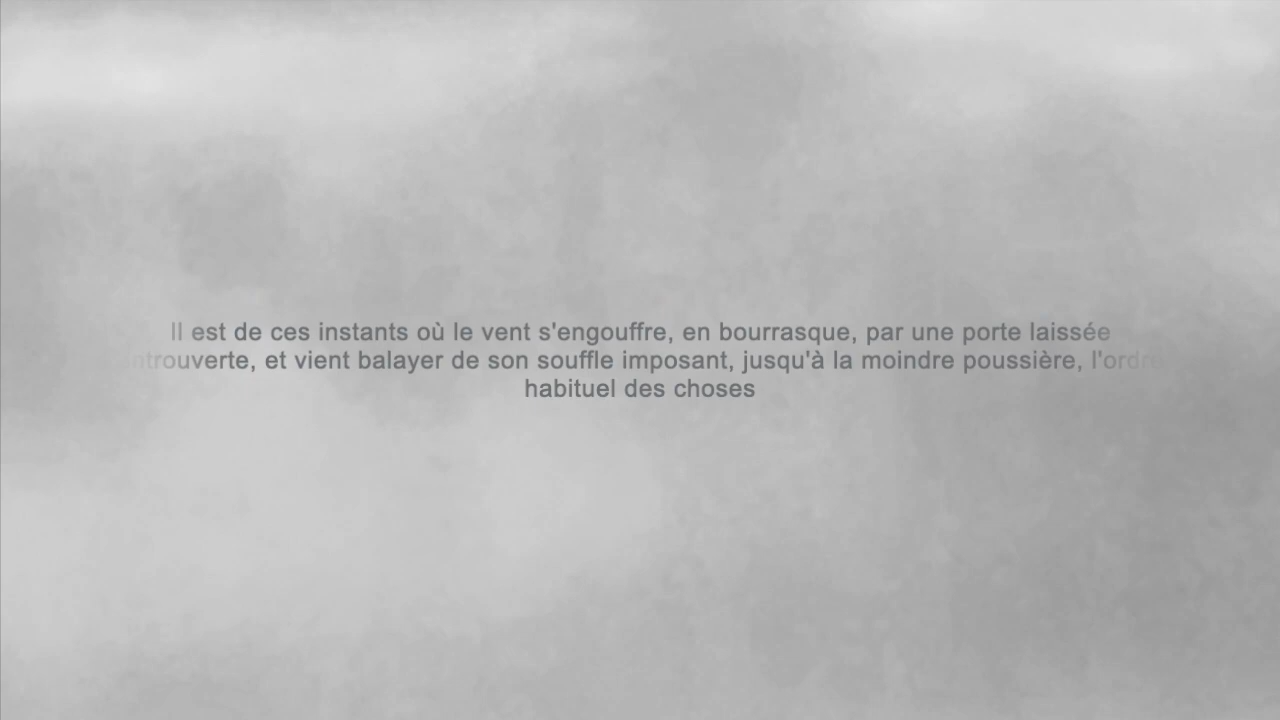 Il est de ces instants où le vent s'engouffre, en bourrasque, par une porte laissée
ntrouverte, et vient balayer de son souffle imposant, jusqu'à la moindre poussière, l'ordre
habituel des choses